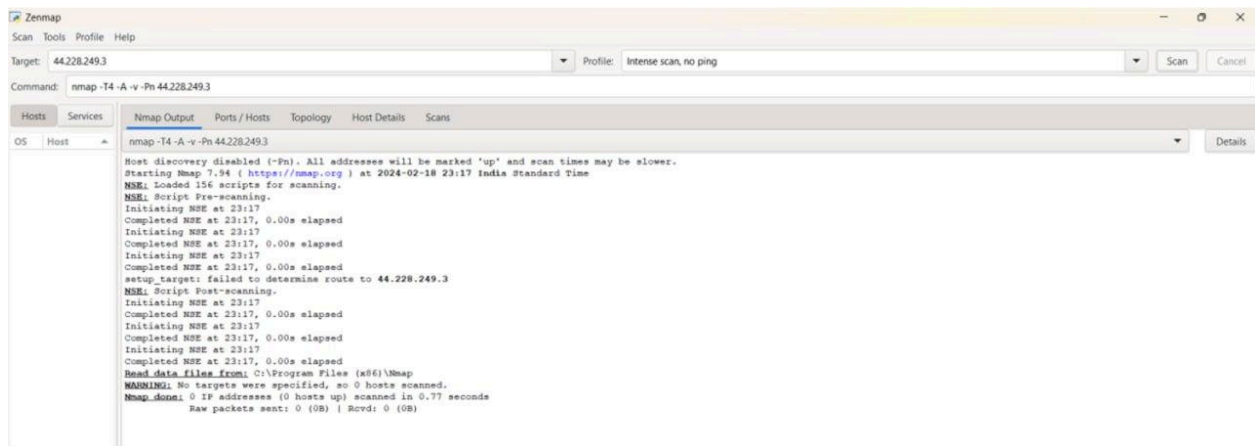 Zenmap
Scan Tools Profile Help
Target: 44.228.249.3 Profile: Intense scan, no ping Scan Cancel
Command: nmap -T4 -A -v -Pn 44.228.249.3
Hosts Services Nmap Output Ports / Hosts Topology Host Details Scans
OS Host nmap -T4 -A -v -Pn 44.228.249.3 Details
Host discovery disabled (-Pn). All addresses will be marked 'up' and scan times may be slower.
Starting Nmap 7.94 ( https://nmap.org ) at 2024-02-18 23:17 India Standard Time
NSE: Loaded 156 scripts for scanning.
NSE: Script Pre-scanning.
Initiating NSE at 23:17
Completed NSE at 23:17, 0.00s elapsed
Initiating NSE at 23:17
Completed NSE at 23:17, 0.00s elapsed
Initiating NSE at 23:17
Completed NSE at 23:17, 0.00s elapsed
setup_target: failed to determine route to 44.228.249.3
NSE: Script Post-scanning.
Initiating NSE at 23:17
Completed NSE at 23:17, 0.00s elapsed
Initiating NSE at 23:17
Completed NSE at 23:17, 0.00s elapsed
Initiating NSE at 23:17
Completed NSE at 23:17, 0.00s elapsed
Read data files from: C:\Program Files (x86)\Nmap
WARNING: No targets were specified, so 0 hosts scanned.
Nmap done: 0 IP addresses (0 hosts up) scanned in 0.77 seconds
Raw packets sent: 0 (0B) | Rcvd: 0 (0B)